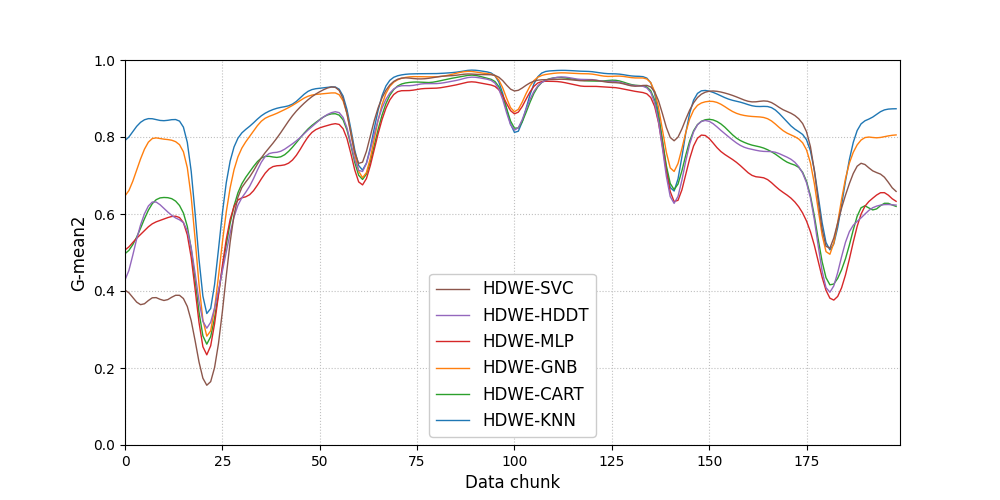 1.0
0.8
0.6
0.4
0.2
0.0
G-mean2
HDWE-SVC
HDWE-HDDT
HDWE-MLP
HDWE-GNB
HDWE-CART
HDWE-KNN
0 25 50 75 100 125 150 175
Data chunk